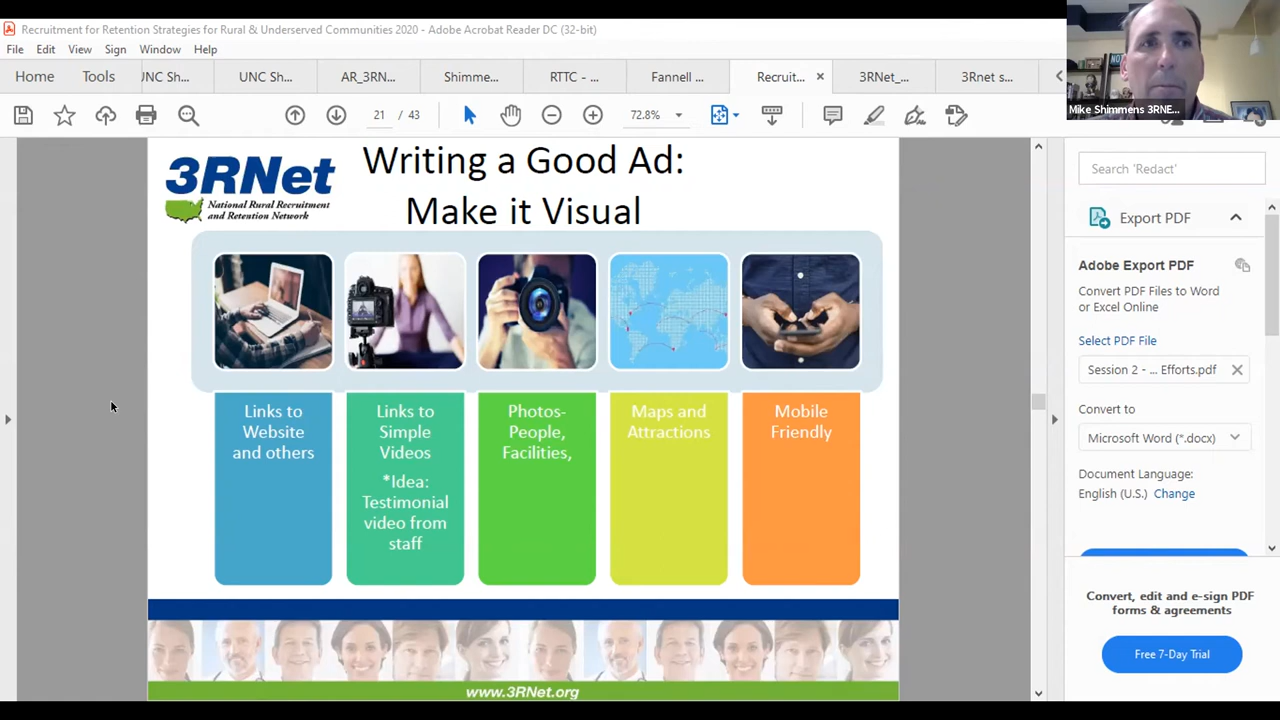 Recruitment for Retention Strategies for Rural & Underserved Communities 2020 - Adobe Acrobat Reader DC (32-bit)
File Edit View Sign Window Help
Home Tools UNC Sh... UNC Sh... AR_3RN... Shimme... RTTC - ... Fannell ... Recruit... × 3RNet_... 3Rnet s...
Mike Shimmens 3RNE...
/ 43 72.8%
3RNet
National Rural Recruitment
and Retention Network
Writing a Good Ad:
Make it Visual
Links to
Website
and others
Links to
Simple
Videos
*Idea:
Testimonial
video from
staff
Photos-
People,
Facilities,
Maps and
Attractions
Mobile
Friendly
www.3RNet.org
Search 'Redact'
Export PDF
Adobe Export PDF
Convert PDF Files to Word
or Excel Online
Select PDF File
Session 2 - ... Efforts.pdf
Convert to
Microsoft Word (*.docx)
Document Language:
English (U.S.) Change
Convert, edit and e-sign PDF
forms & agreements
Free 7-Day Trial